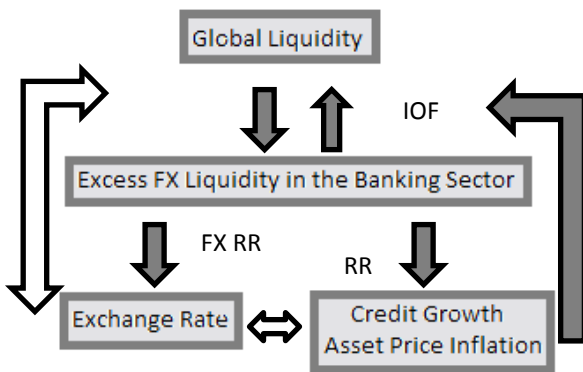 Global Liquidity
IOF
Excess FX Liquidity in the Banking Sector
FX RR
RR
Exchange Rate
Credit Growth
Asset Price Inflation